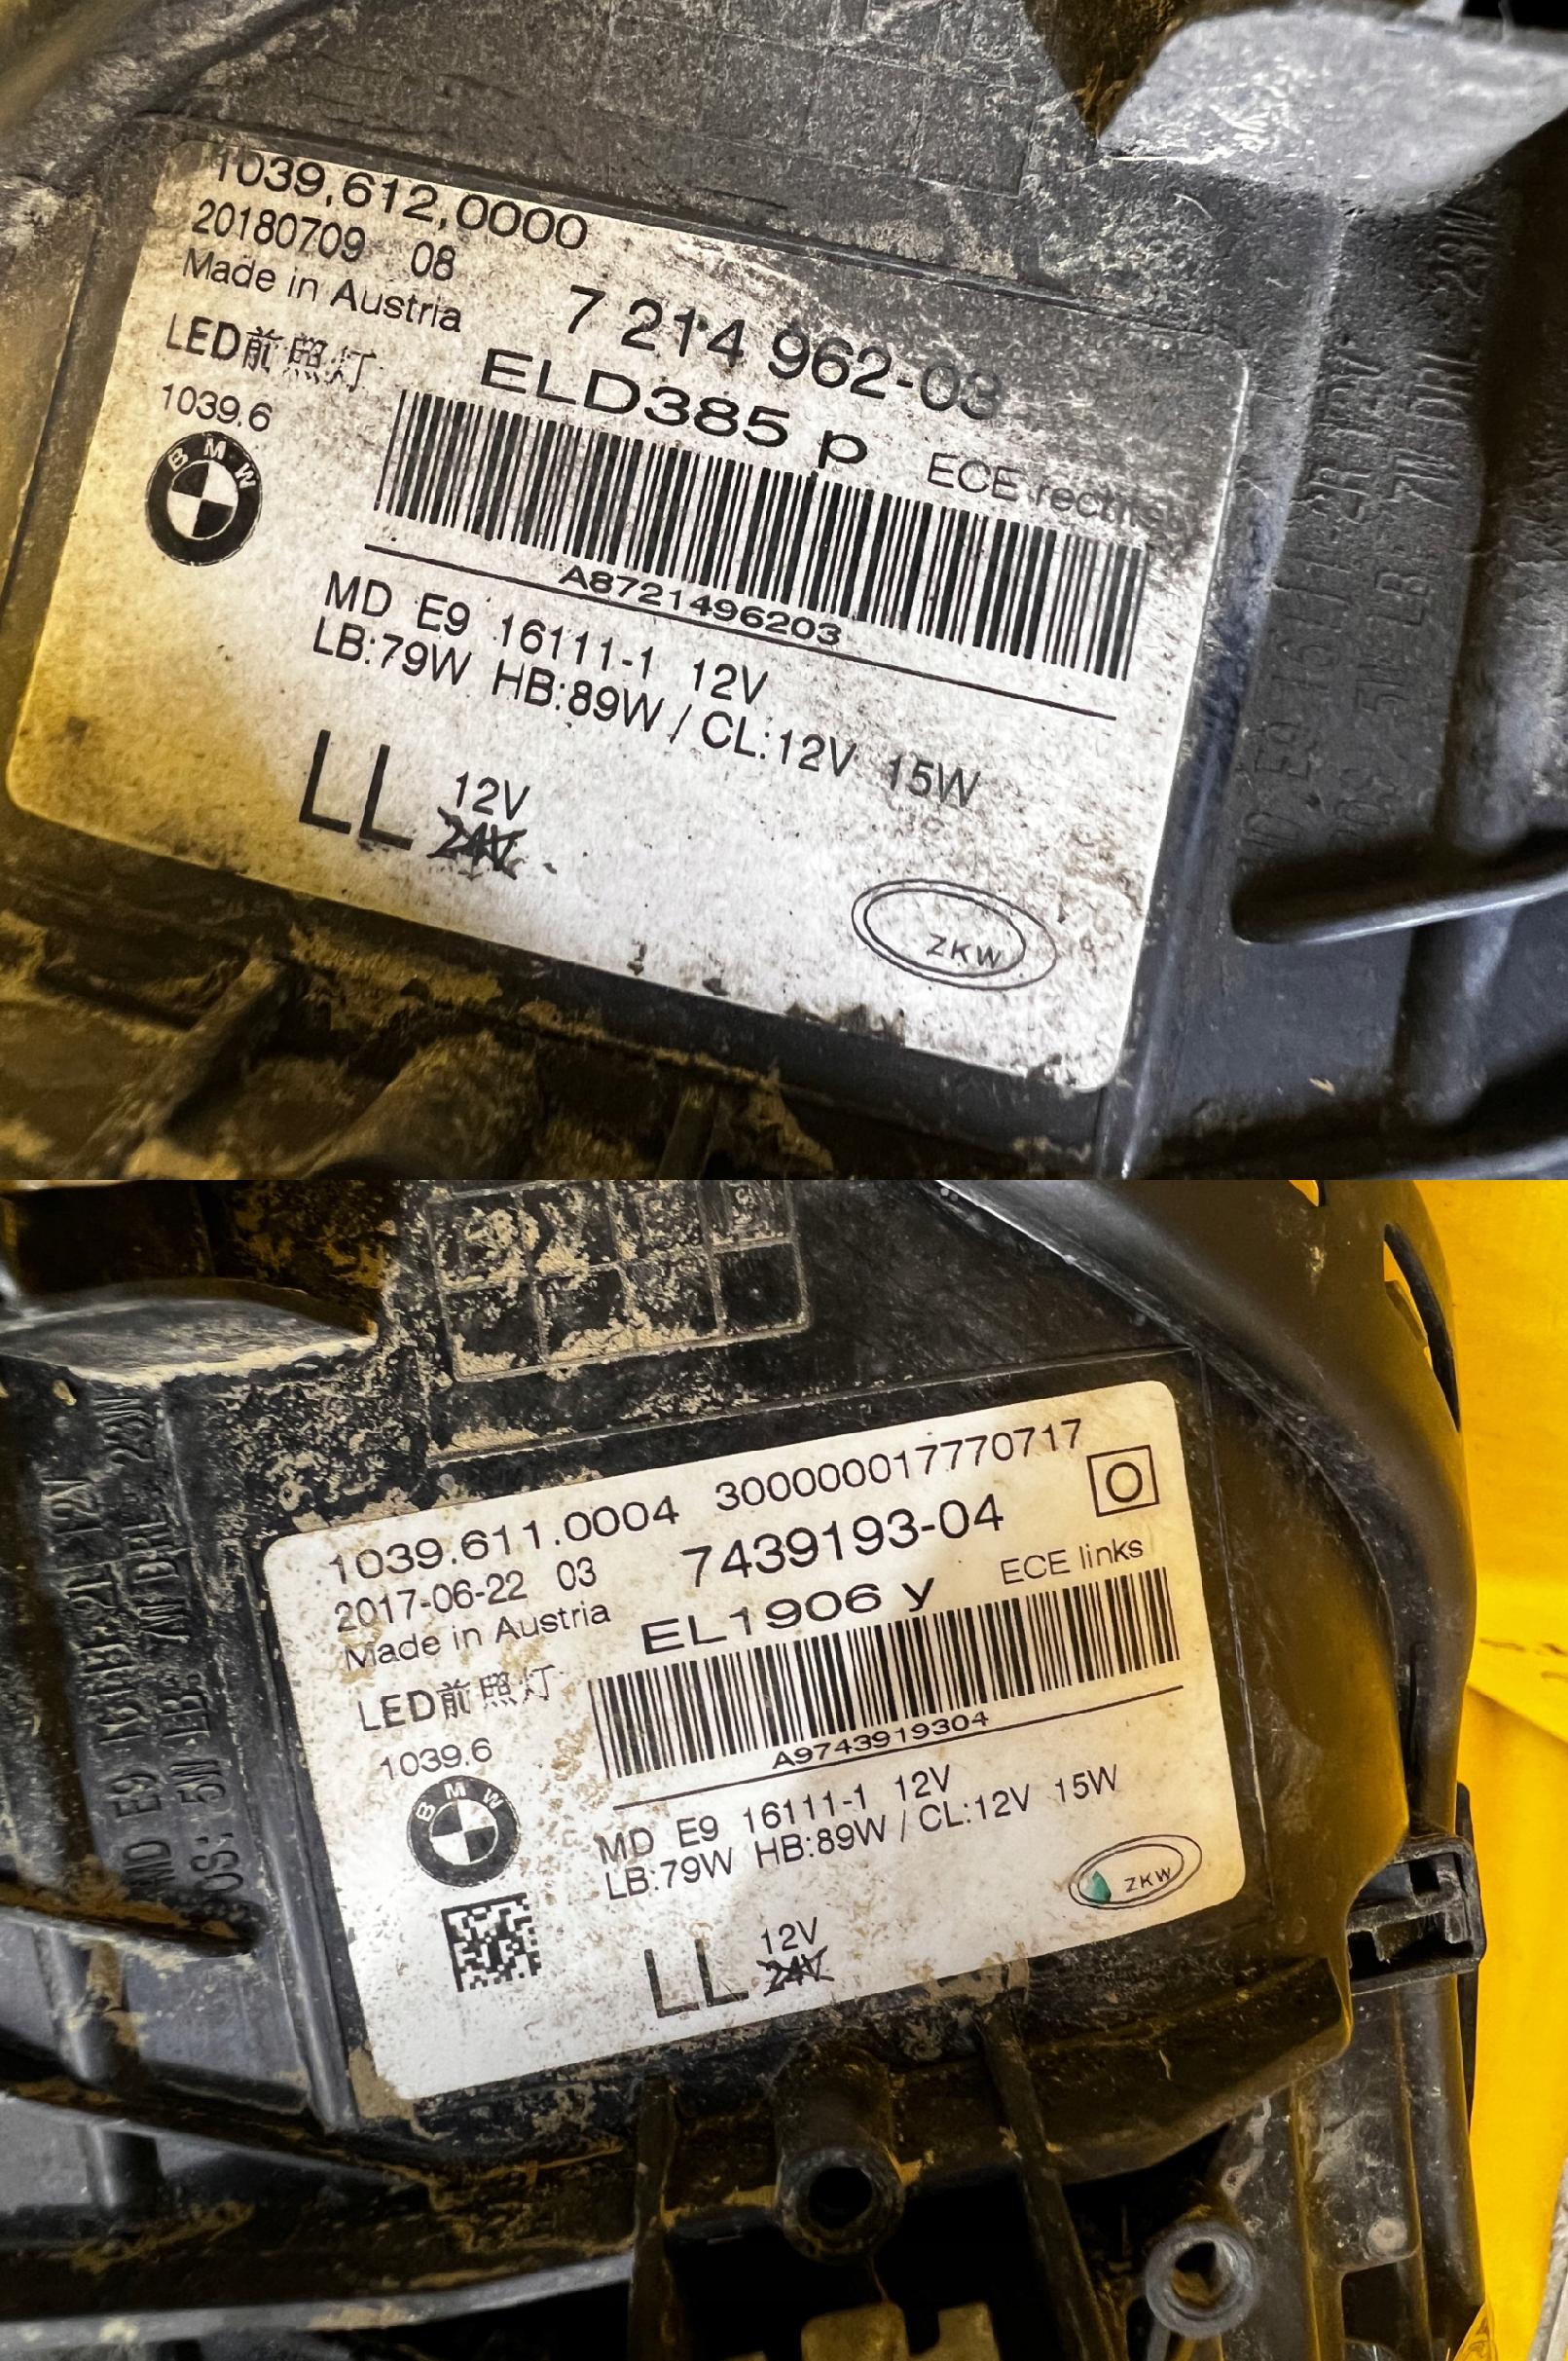 1039.612.0000
20180709 08
Made in Austria
7 214 962-03
LED前照灯
ELD385 p
ECE rechts
1039.6
BMW
A8721496203
MD E9 16111-1 12V
LB:79W HB:89W / CL:12V 15W
LL 12V
24V
ZKW
1039.611.0004 300000017770717
2017-06-22 03
7439193-04
O
Made in Austria
EL1906 y
ECE links
LED前照灯
1039.6
BMW
A9743919304
MD E9 16111-1 12V
LB:79W HB:89W / CL:12V 15W
LL 12V
24V
ZKW